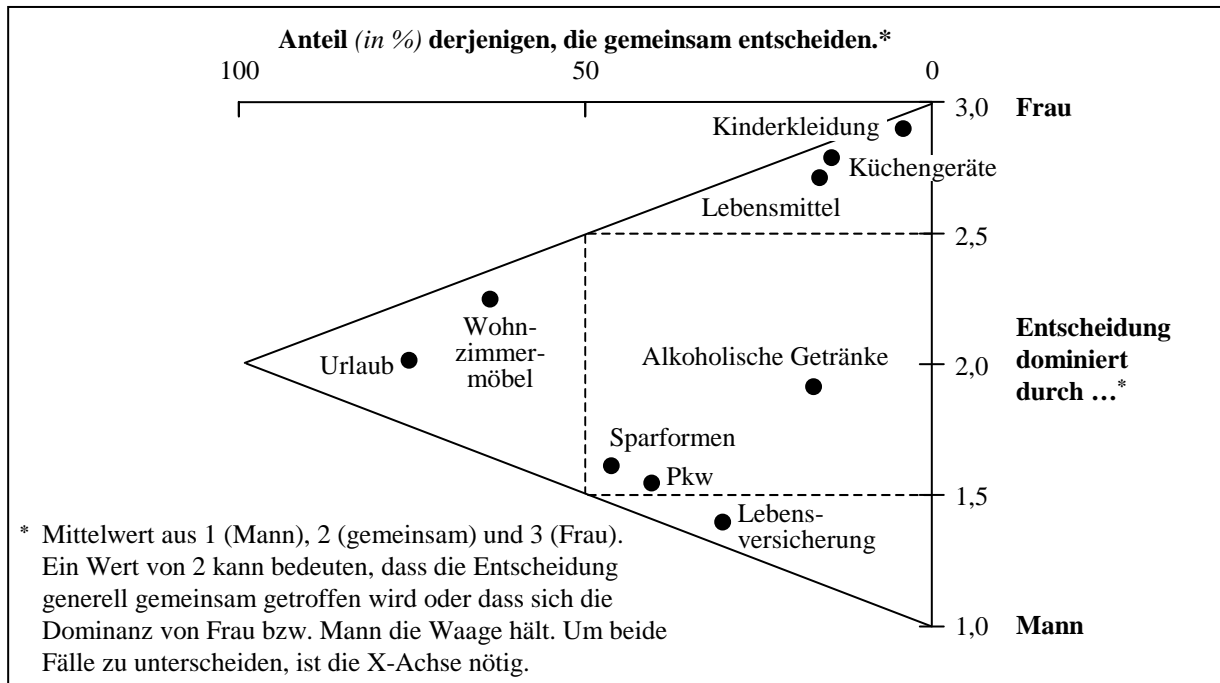 Anteil (in %) derjenigen, die gemeinsam entscheiden.*
100 50 0
3,0 Frau
Kinderkleidung
Küchengeräte
Lebensmittel
2,5
Wohn-
zimmer-
möbel
Urlaub
Alkoholische Getränke
2,0
Entscheidung
dominiert
durch …*
Sparformen
Pkw
1,5
Lebens-
versicherung
1,0 Mann
* Mittelwert aus 1 (Mann), 2 (gemeinsam) und 3 (Frau).
Ein Wert von 2 kann bedeuten, dass die Entscheidung
generell gemeinsam getroffen wird oder dass sich die
Dominanz von Frau bzw. Mann die Waage hält. Um beide
Fälle zu unterscheiden, ist die X-Achse nötig.